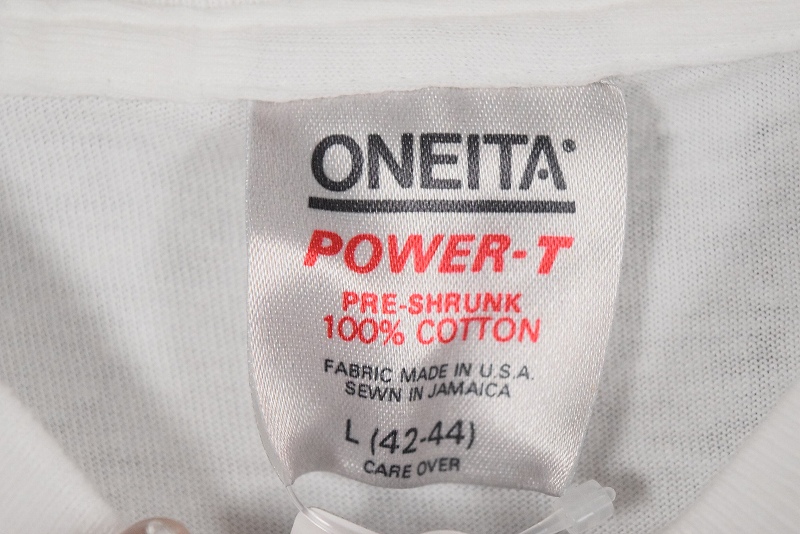 ONEITA
POWER-T
PRE-SHRUNK
100% COTTON
FABRIC MADE IN U.S.A.
SEWN IN JAMAICA
L (42-44)
CARE OVER